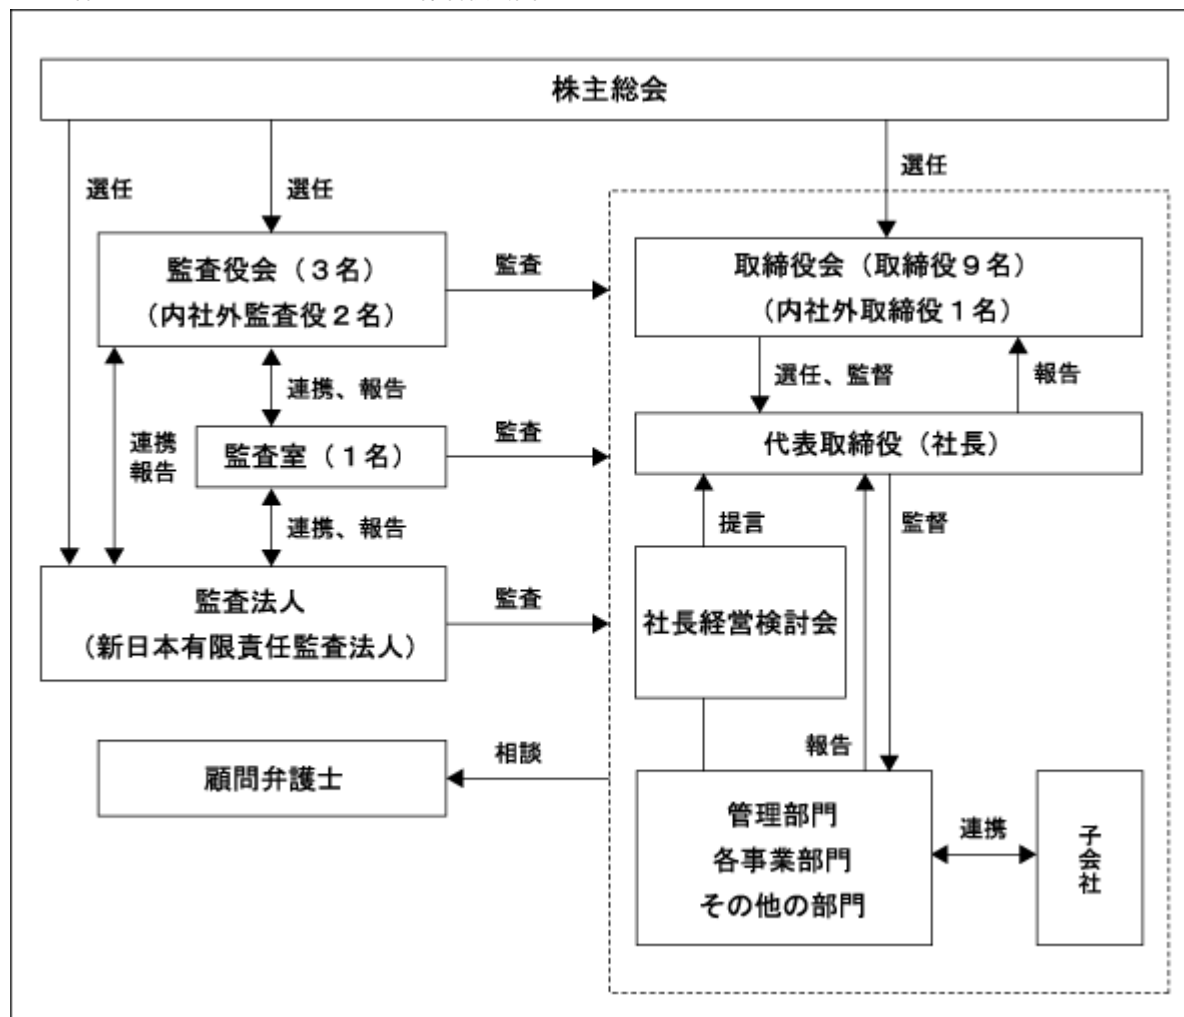 株主総会
選任
選任
選任
監査役会（３名）
（内社外監査役２名）
監査
取締役会（取締役９名）
（内社外取締役１名）
連携、報告
選任、監督
報告
連携
報告
監査室（１名）
監査
代表取締役（社長）
連携、報告
提言
監督
監査法人
（新日本有限責任監査法人）
監査
社長経営検討会
顧問弁護士
相談
報告
管理部門
各事業部門
その他の部門
連携
子会社